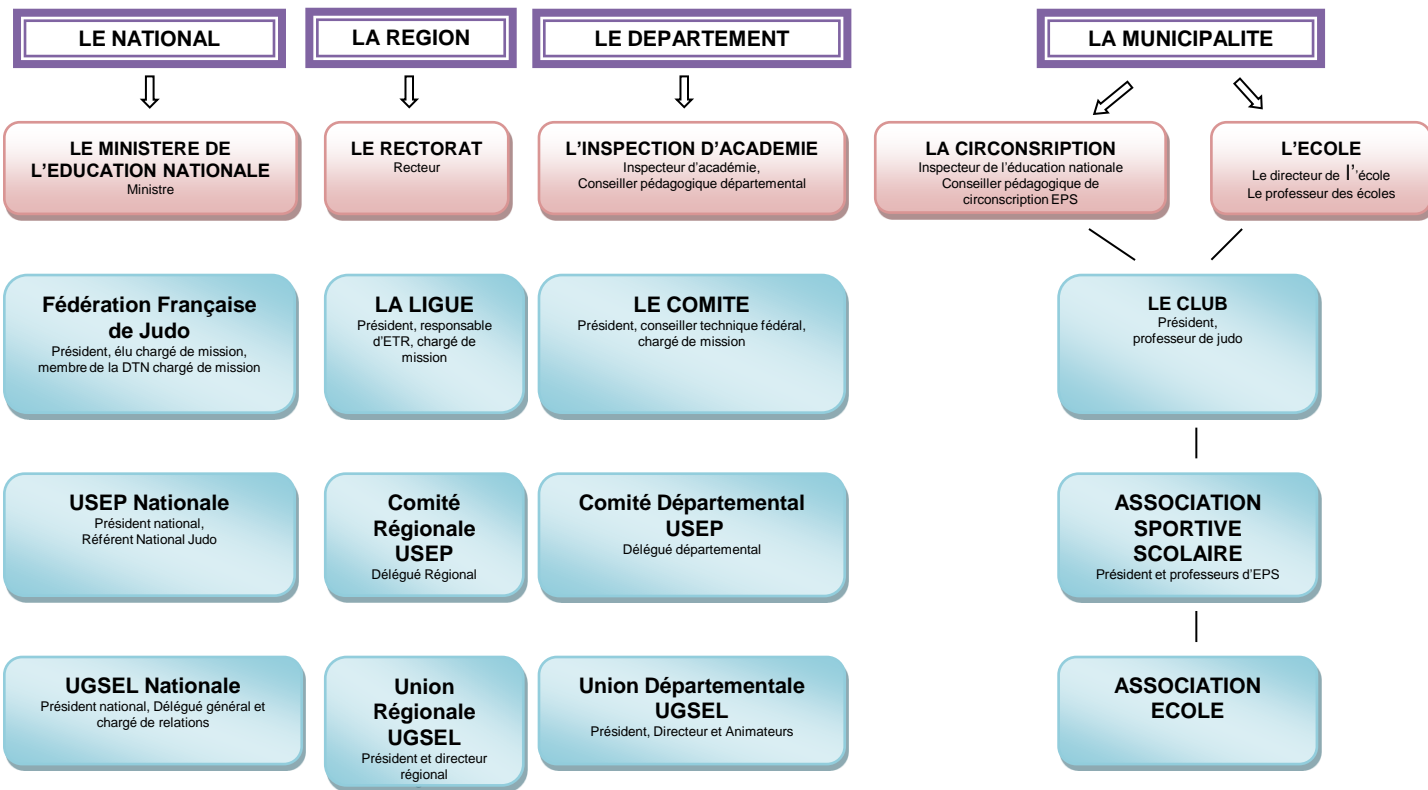 LE NATIONAL
LA REGION
LE DEPARTEMENT
LA MUNICIPALITE
LE MINISTERE DE
L'EDUCATION NATIONALE
Ministre
LE RECTORAT
Recteur
L'INSPECTION D'ACADEMIE
Inspecteur d'académie,
Conseiller pédagogique départemental
LA CIRCONSRIPTION
Inspecteur de l'éducation nationale
Conseiller pédagogique de
circonscription EPS
L'ECOLE
Le directeur de l''école
Le professeur des écoles
Fédération Française
de Judo
Président, élu chargé de mission,
membre de la DTN chargé de mission
LA LIGUE
Président, responsable
d'ETR, chargé de
mission
LE COMITE
Président, conseiller technique fédéral,
chargé de mission
LE CLUB
Président,
professeur de judo
USEP Nationale
Président national,
Référent National Judo
Comité
Régionale
USEP
Délégué Régional
Comité Départemental
USEP
Délégué départemental
ASSOCIATION
SPORTIVE
SCOLAIRE
Président et professeurs d'EPS
UGSEL Nationale
Président national, Délégué général et
chargé de relations
Union
Régionale
UGSEL
Président et directeur
régional
Union Départementale
UGSEL
Président, Directeur et Animateurs
ASSOCIATION
ECOLE